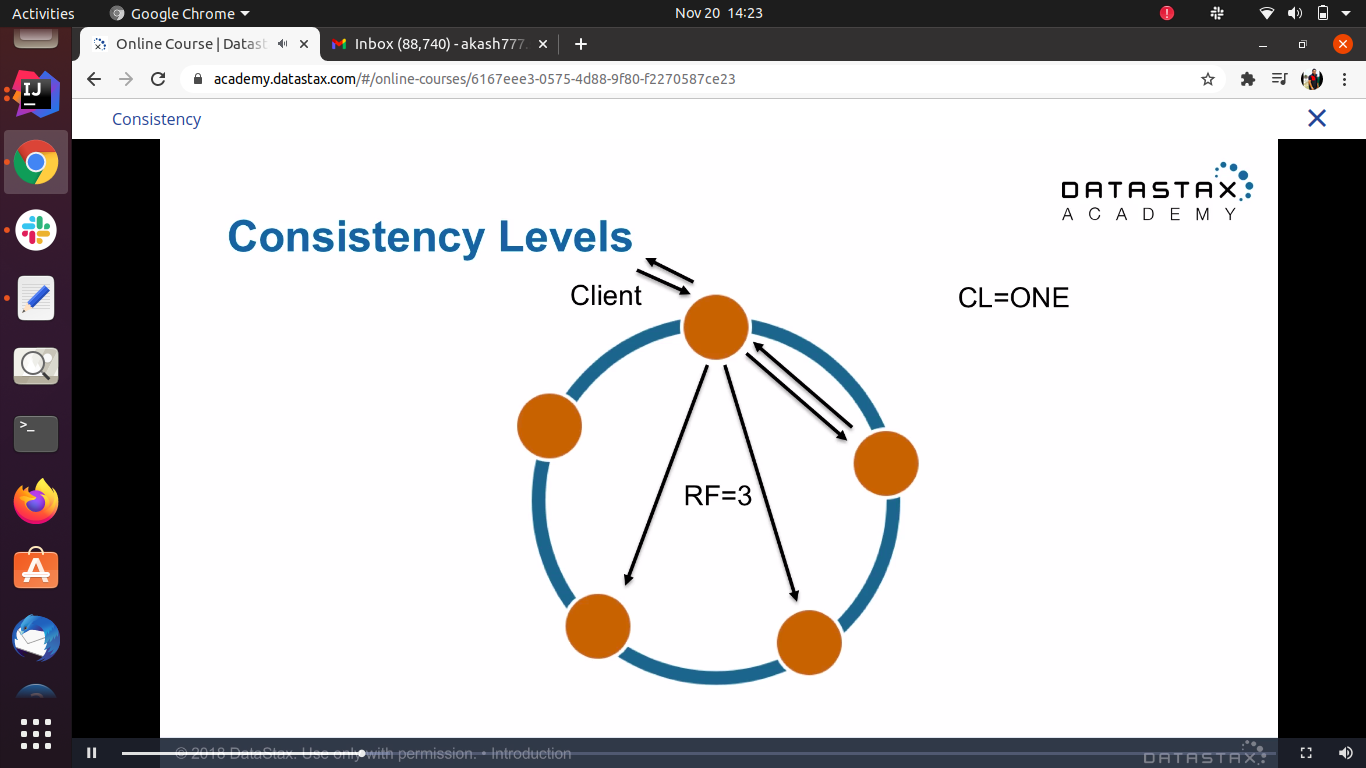 Activities
Google Chrome
Nov 20 14:23
Online Course | Datast
Inbox (88,740) - akash777.
academy.datastax.com/#/online-courses/6167eee3-0575-4d88-9f80-f2270587ce23
Consistency
DATASTAX
ACADEMY
Consistency Levels
Client
CL=ONE
RF=3
© 2018 DataStax. Use only with permission. • Introduction
DATASTAX
IJ
>_